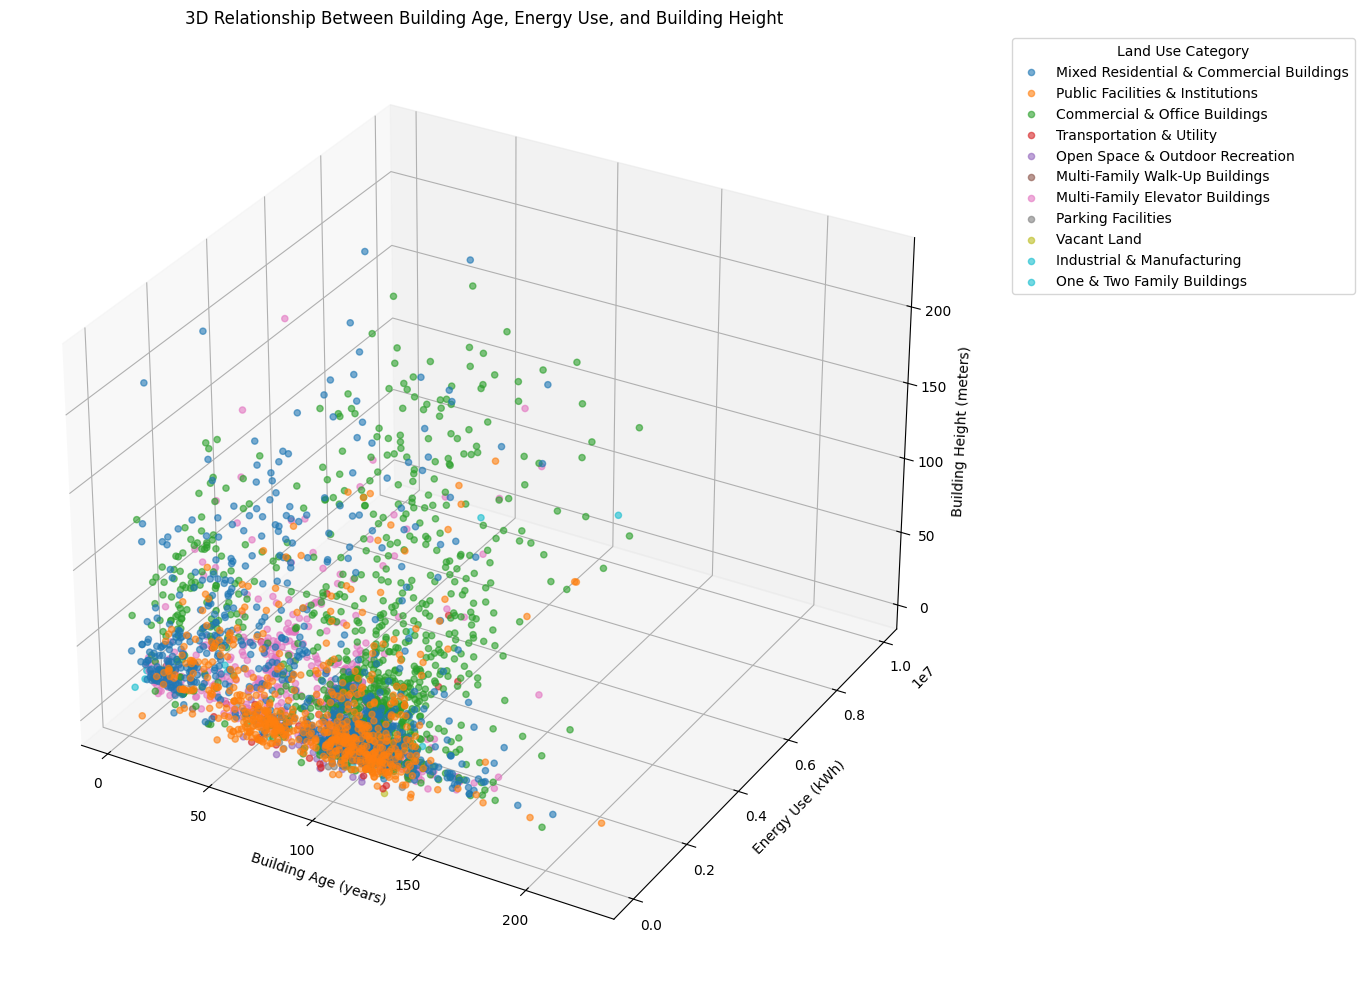 3D Relationship Between Building Age, Energy Use, and Building Height
Land Use Category
Mixed Residential & Commercial Buildings
Public Facilities & Institutions
Commercial & Office Buildings
Transportation & Utility
Open Space & Outdoor Recreation
Multi-Family Walk-Up Buildings
Multi-Family Elevator Buildings
Parking Facilities
Vacant Land
Industrial & Manufacturing
One & Two Family Buildings
200
150
100
50
0
Building Height (meters)
1e7
1.0
0.8
0.6
0.4
0.2
0.0
Energy Use (kWh)
0
50
100
150
200
Building Age (years)